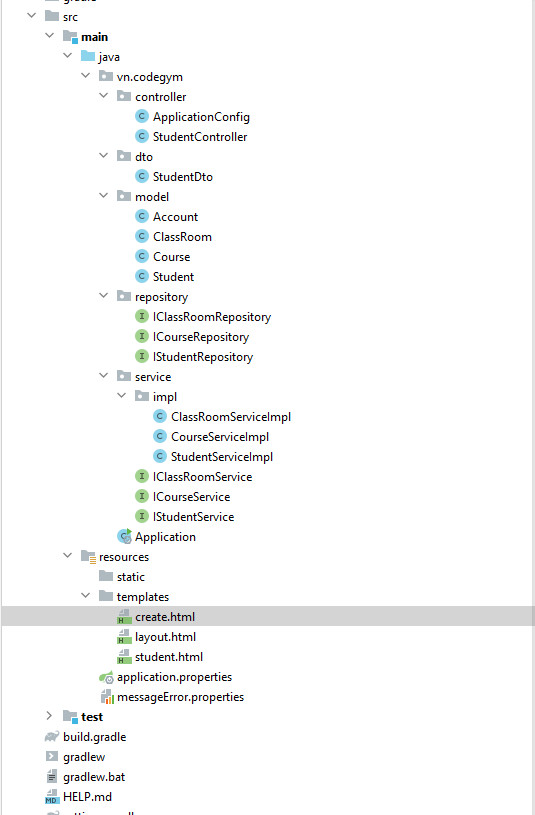 src
main
java
vn.codegym
controller
C ApplicationConfig
C StudentController
dto
C StudentDto
model
C Account
C ClassRoom
C Course
C Student
repository
I IClassRoomRepository
I ICourseRepository
I IStudentRepository
service
impl
C ClassRoomServiceImpl
C CourseServiceImpl
C StudentServiceImpl
I IClassRoomService
I ICourseService
I IStudentService
Application
resources
static
templates
H create.html
H layout.html
H student.html
application.properties
messageError.properties
test
build.gradle
gradlew
gradlew.bat
MD HELP.md